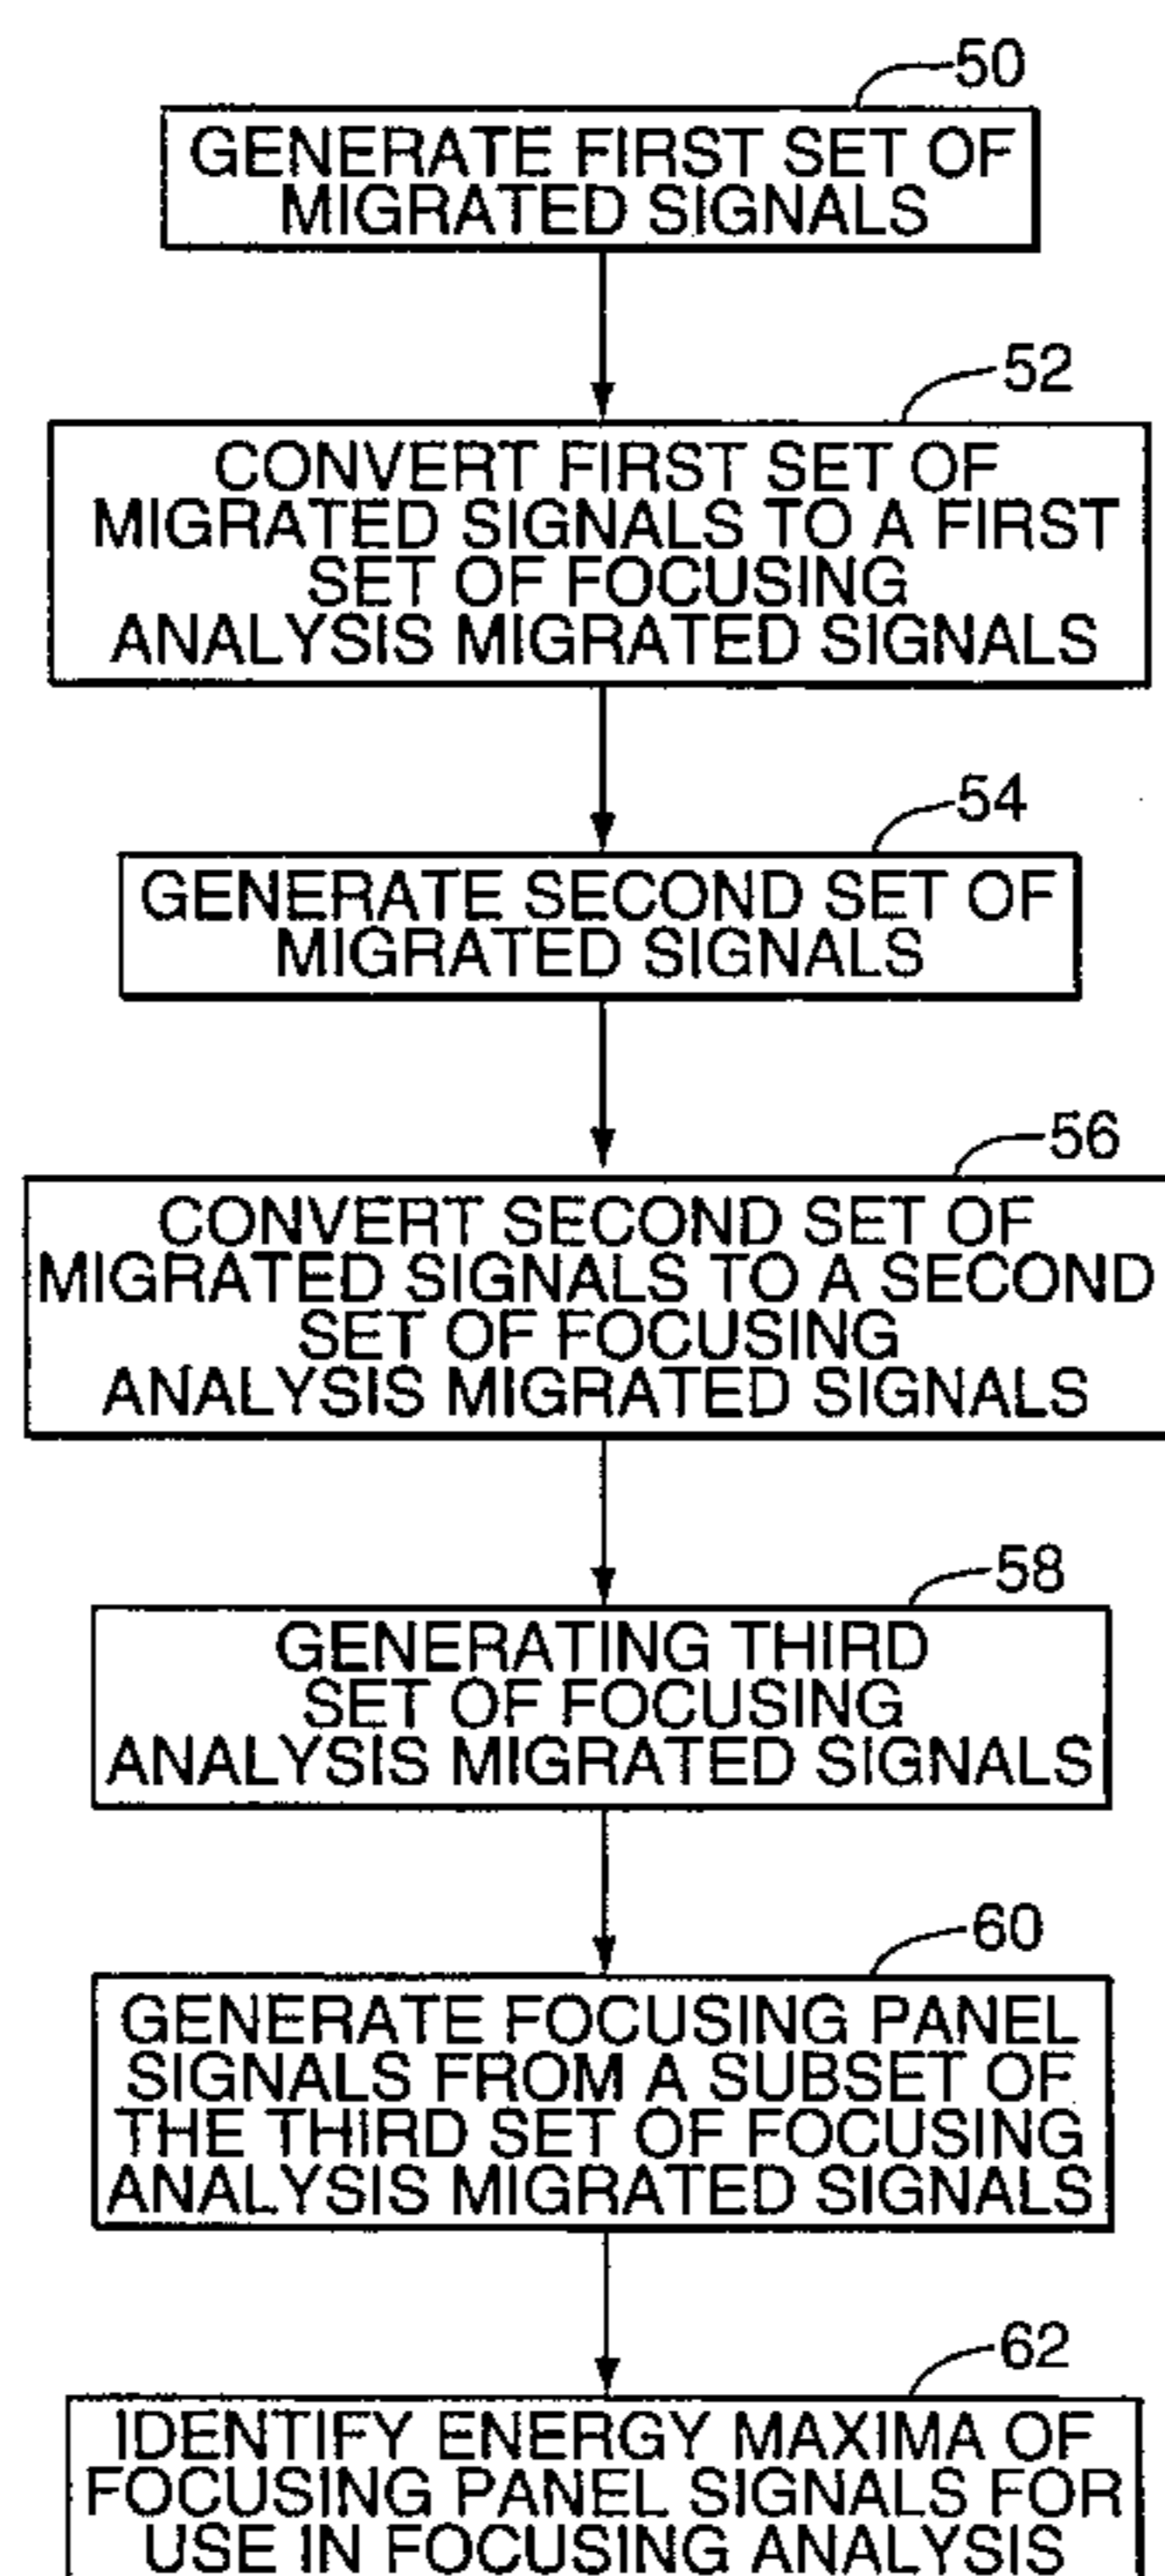 50
GENERATE FIRST SET OF
MIGRATED SIGNALS
52
CONVERT FIRST SET OF
MIGRATED SIGNALS TO A FIRST
SET OF FOCUSING
ANALYSIS MIGRATED SIGNALS
54
GENERATE SECOND SET OF
MIGRATED SIGNALS
56
CONVERT SECOND SET OF
MIGRATED SIGNALS TO A SECOND
SET OF FOCUSING
ANALYSIS MIGRATED SIGNALS
58
GENERATING THIRD
SET OF FOCUSING
ANALYSIS MIGRATED SIGNALS
60
GENERATE FOCUSING PANEL
SIGNALS FROM A SUBSET OF
THE THIRD SET OF FOCUSING
ANALYSIS MIGRATED SIGNALS
62
IDENTIFY ENERGY MAXIMA OF
FOCUSING PANEL SIGNALS FOR
USE IN FOCUSING ANALYSIS